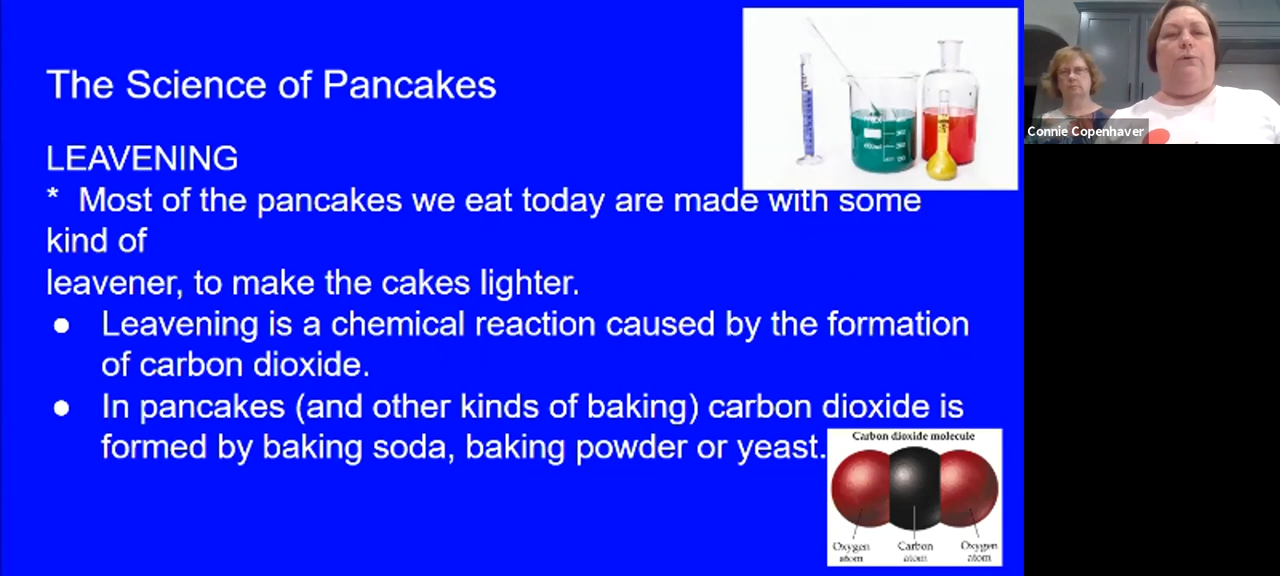 The Science of Pancakes
LEAVENING
* Most of the pancakes we eat today are made with some
kind of
leavener, to make the cakes lighter.
● Leavening is a chemical reaction caused by the formation
of carbon dioxide.
● In pancakes (and other kinds of baking) carbon dioxide is
formed by baking soda, baking powder or yeast.
Carbon dioxide molecule
Oxygen atom
Carbon atom
Oxygen atom
Connie Copenhaver